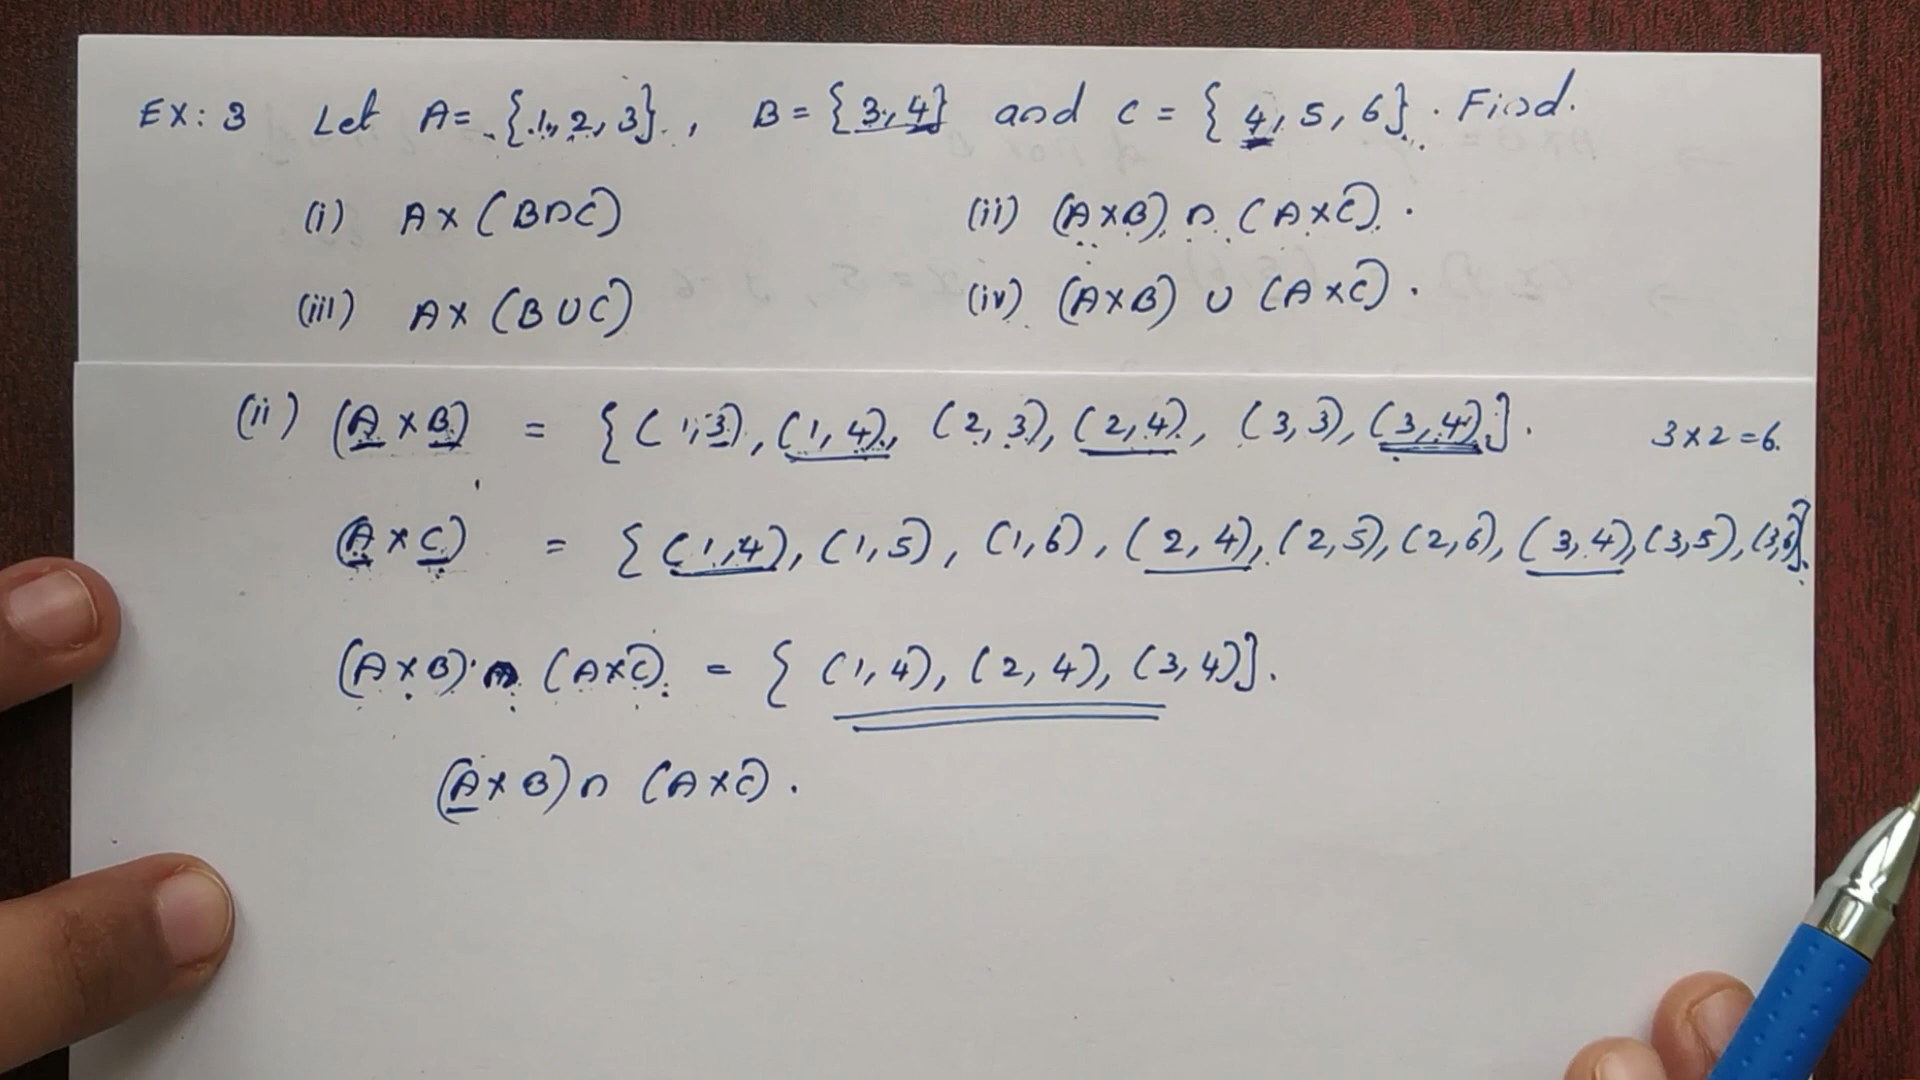 EX: 3 Let A= {1, 2, 3}, B = {3, 4} and C = {4, 5, 6}. Find.
(i) A × (B∩C) (ii) (A×B) ∩ (A×C).
(iii) A× (B∪C) (iv) (A×B) ∪ (A×C).
(ii) (A × B) = {(1,3), (1,4), (2,3), (2,4), (3,3), (3,4)}. 3×2=6.
(A × C) = {(1,4), (1,5), (1,6), (2,4), (2,5), (2,6), (3,4), (3,5), (3,6)}.
(A×B) ∩ (A×C) = {(1,4), (2,4), (3,4)}.
(A×B) ∩ (A×C).